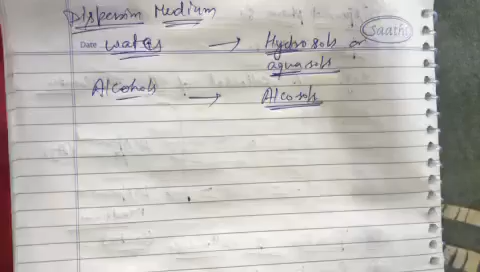 Dispersion Medium
Date water → Hydrosols or
aquasols
Saathi
Alcohols → Alcosols